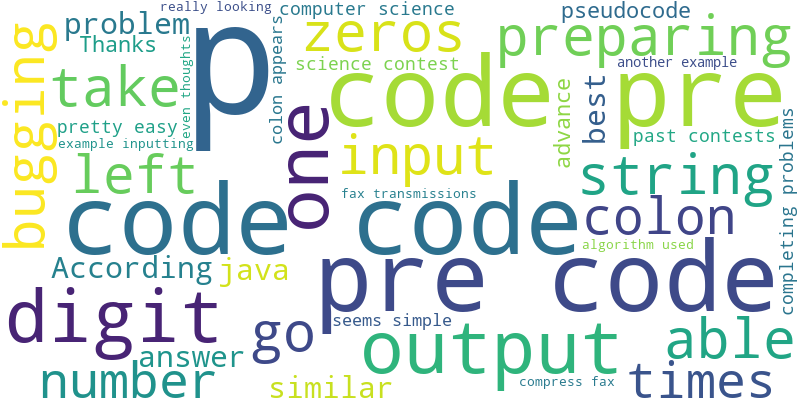 really looking
computer science
pseudocode
problem
p
zeros
preparing
Thanks
even thoughts
colon appears
science contest
another example
bugging
take
code
pre
advance
best
pretty easy
one
input
past contests
example inputting
left
string
completing problems
fax transmissions
code
code
colon
algorithm used
According
java
pre code
digit
go
seems simple
output
able
answer
number
similar
compress fax
times